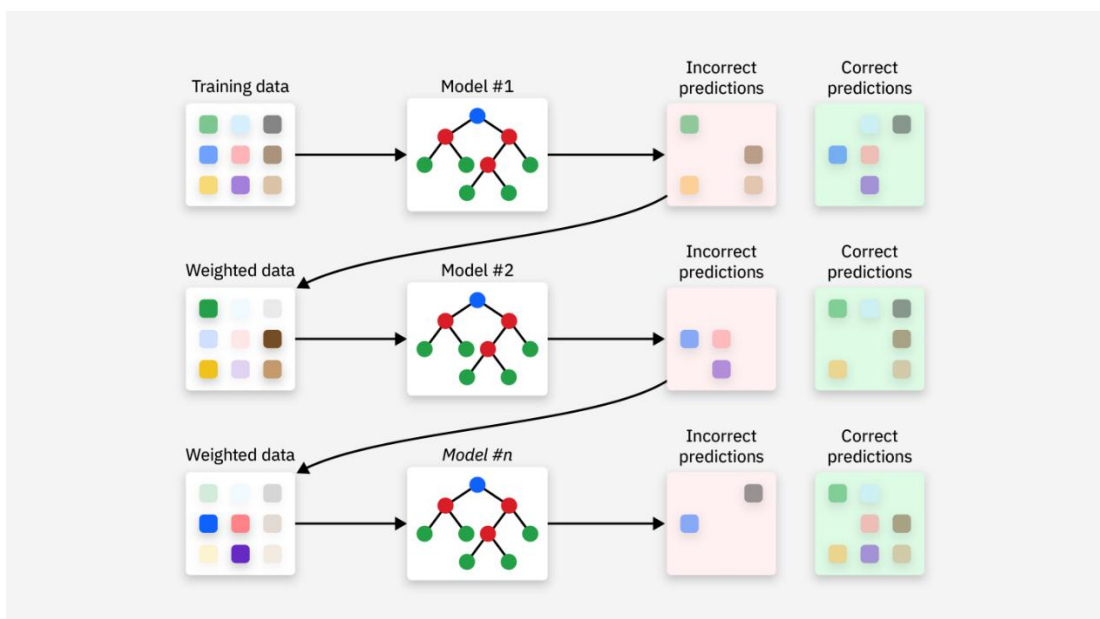 Training data
Model #1
Incorrect
predictions
Correct
predictions
Weighted data
Model #2
Incorrect
predictions
Correct
predictions
Weighted data
Model #n
Incorrect
predictions
Correct
predictions